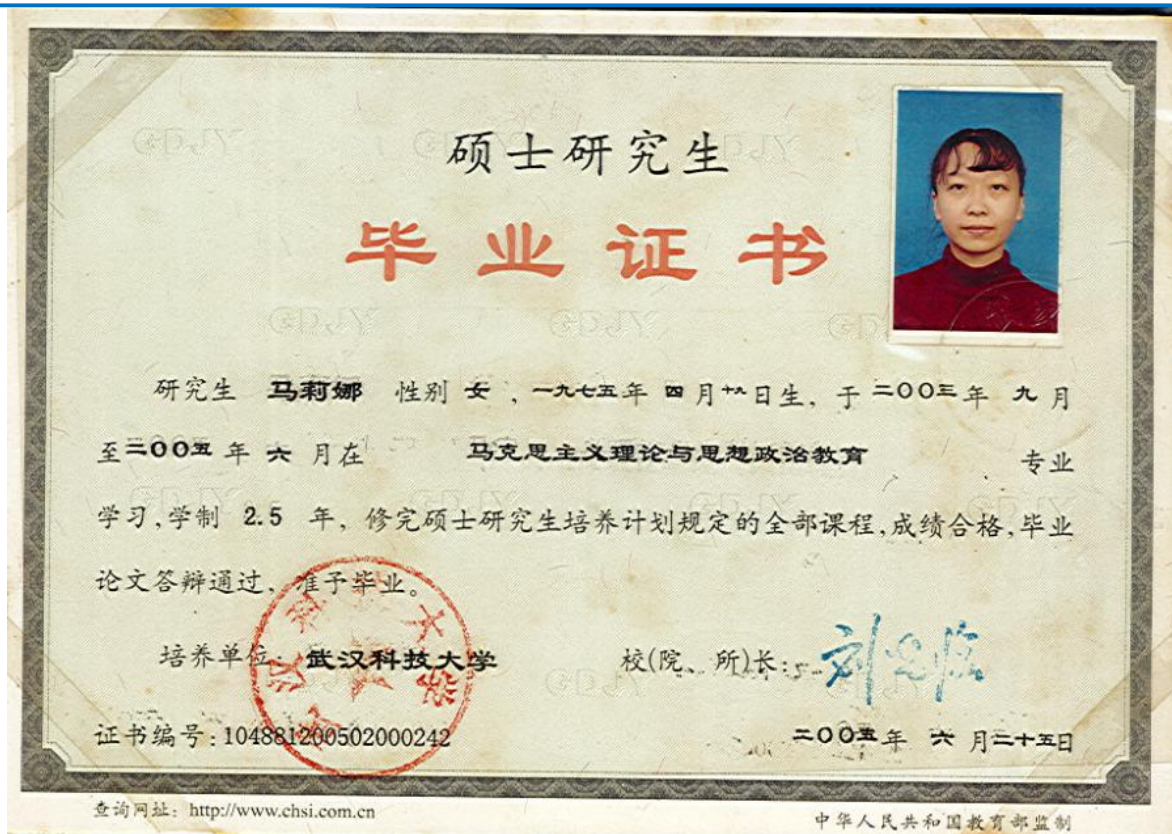 硕士研究生
毕业证书
研究生 马莉娜 性别 女 , 一九七五年 四月十九日生, 于二〇〇三年 九月
至二〇〇五年 六 月在 马克思主义理论与思想政治教育 专业
学习,学制 2.5 年, 修完硕士研究生培养计划规定的全部课程,成绩合格,毕业
论文答辩通过, 准予毕业。
培养单位: 武汉科技大学 校(院、所)长:
证书编号:104881200502000242 二〇〇五年 六 月二十五日
查询网址: http://www.chsi.com.cn 中华人民共和国教育部监制